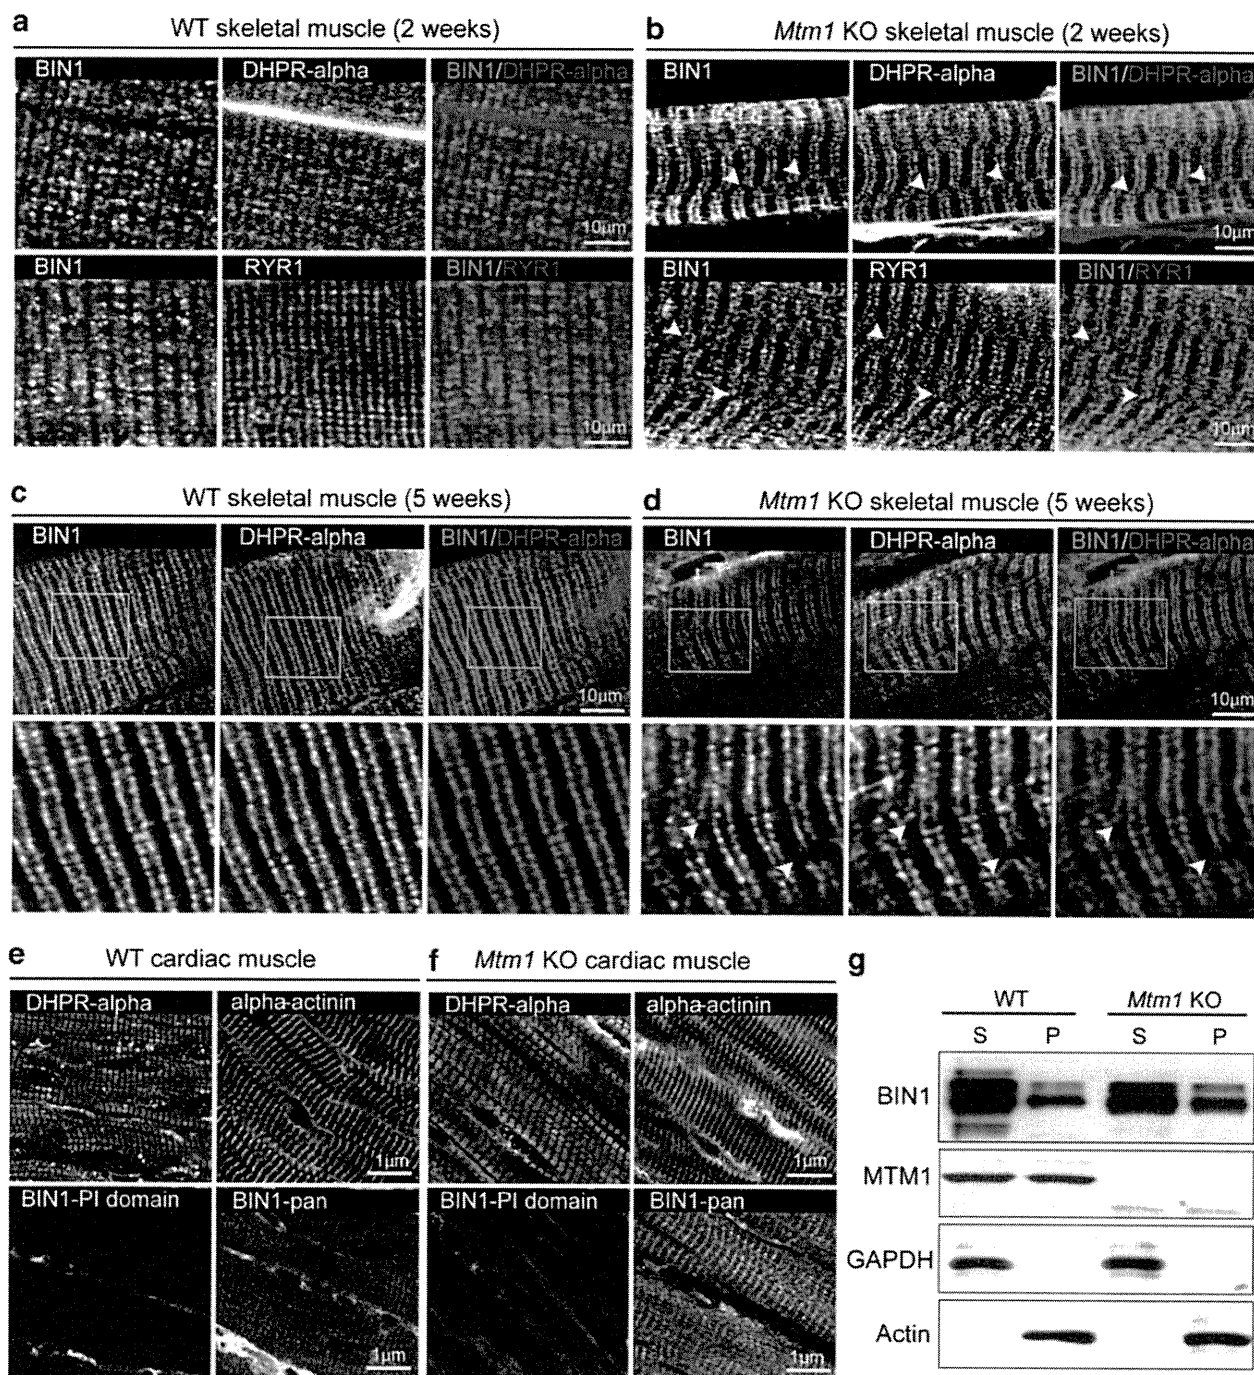 a WT skeletal muscle (2 weeks)
BIN1 DHPR-alpha BIN1/DHPR-alpha
10µm
BIN1 RYR1 BIN1/RYR1
10µm
b Mtm1 KO skeletal muscle (2 weeks)
BIN1 DHPR-alpha BIN1/DHPR-alpha
10µm
BIN1 RYR1 BIN1/RYR1
10µm
c WT skeletal muscle (5 weeks)
BIN1 DHPR-alpha BIN1/DHPR-alpha
10µm
d Mtm1 KO skeletal muscle (5 weeks)
BIN1 DHPR-alpha BIN1/DHPR-alpha
10µm
e WT cardiac muscle
DHPR-alpha alpha-actinin
1µm
BIN1-PI domain BIN1-pan
1µm
f Mtm1 KO cardiac muscle
DHPR-alpha alpha-actinin
1µm
BIN1-PI domain BIN1-pan
1µm
g
WT Mtm1 KO
S P S P
BIN1
MTM1
GAPDH
Actin